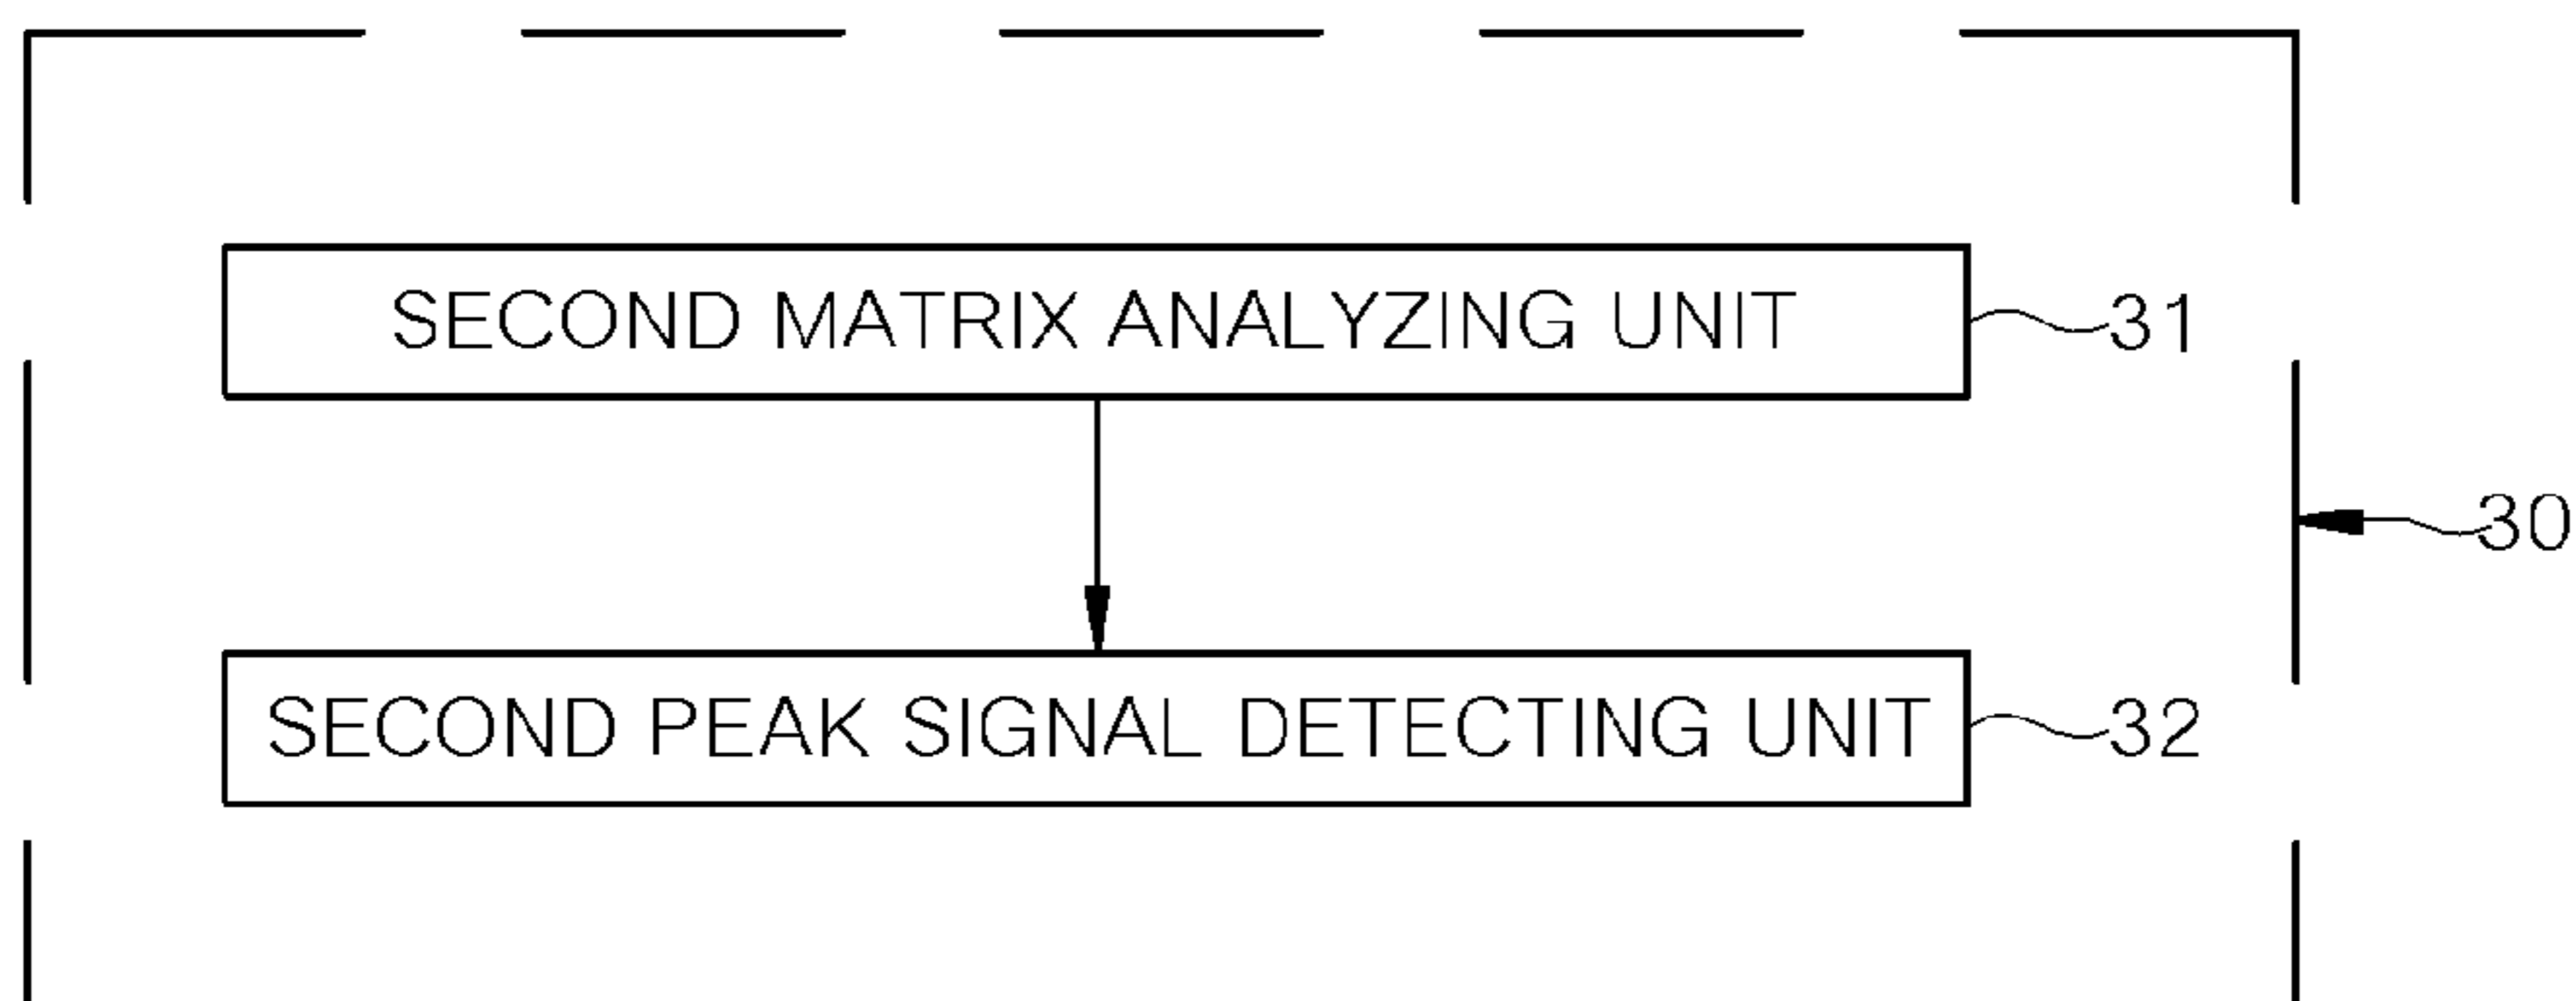 SECOND MATRIX ANALYZING UNIT 31
30
SECOND PEAK SIGNAL DETECTING UNIT 32